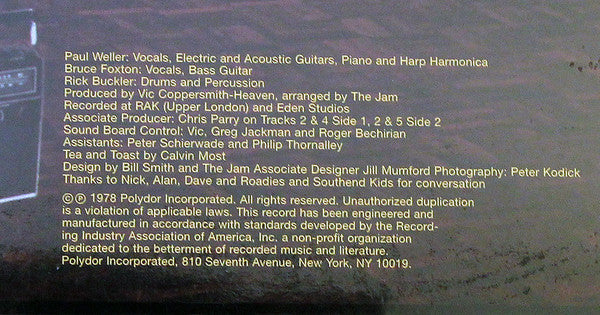 Paul Weller: Vocals, Electric and Acoustic Guitars, Piano and Harp Harmonica
Bruce Foxton: Vocals, Bass Guitar
Rick Buckler: Drums and Percussion
Produced by Vic Coppersmith-Heaven, arranged by The Jam
Recorded at RAK (Upper London) and Eden Studios
Associate Producer: Chris Parry on Tracks 2 & 4 Side 1, 2 & 5 Side 2
Sound Board Control: Vic, Greg Jackman and Roger Bechirian
Assistants: Peter Schierwade and Philip Thornalley
Tea and Toast by Calvin Most
Design by Bill Smith and The Jam Associate Designer Jill Mumford Photography: Peter Kodick
Thanks to Nick, Alan, Dave and Roadies and Southend Kids for conversation
© ℗ 1978 Polydor Incorporated. All rights reserved. Unauthorized duplication
is a violation of applicable laws. This record has been engineered and
manufactured in accordance with standards developed by the Record-
ing Industry Association of America, Inc. a non-profit organization
dedicated to the betterment of recorded music and literature.
Polydor Incorporated, 810 Seventh Avenue, New York, NY 10019.